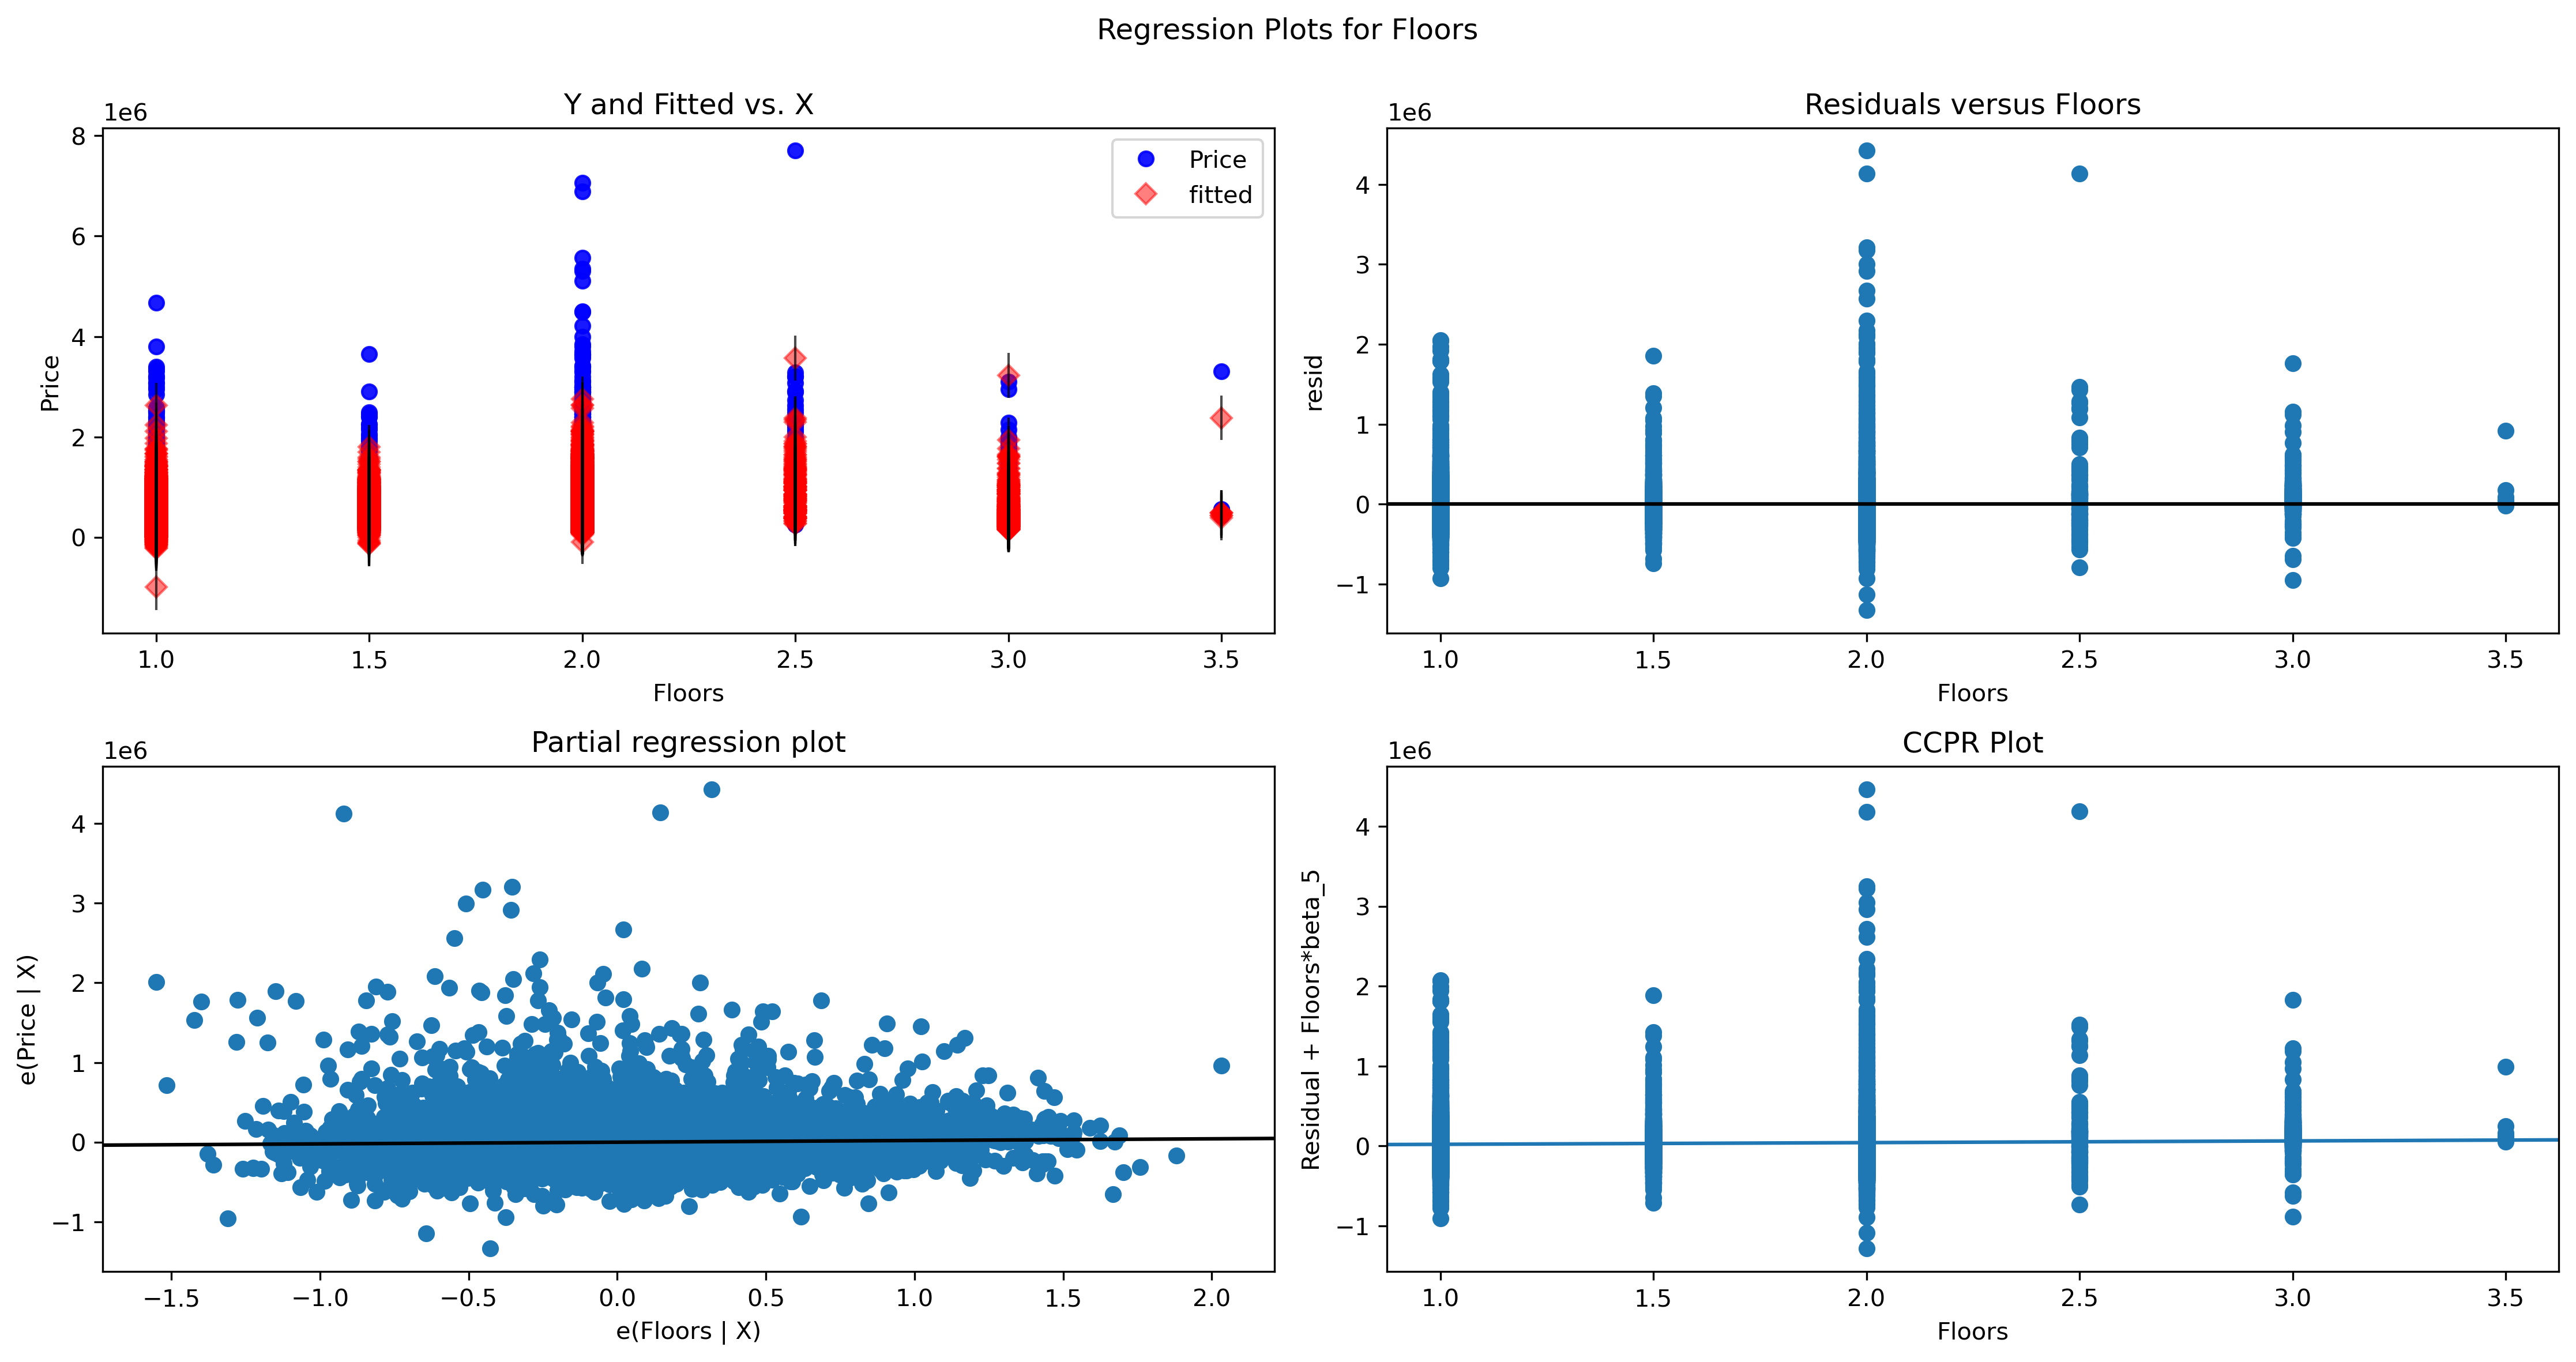 Regression Plots for Floors
Y and Fitted vs. X
1e6
8
6
4
2
0
Price
Price
fitted
1.0 1.5 2.0 2.5 3.0 3.5
Floors
Residuals versus Floors
1e6
4
3
2
1
0
−1
resid
1.0 1.5 2.0 2.5 3.0 3.5
Floors
Partial regression plot
1e6
4
3
2
1
0
−1
e(Price | X)
−1.5 −1.0 −0.5 0.0 0.5 1.0 1.5 2.0
e(Floors | X)
CCPR Plot
1e6
4
3
2
1
0
−1
Residual + Floors*beta_5
1.0 1.5 2.0 2.5 3.0 3.5
Floors